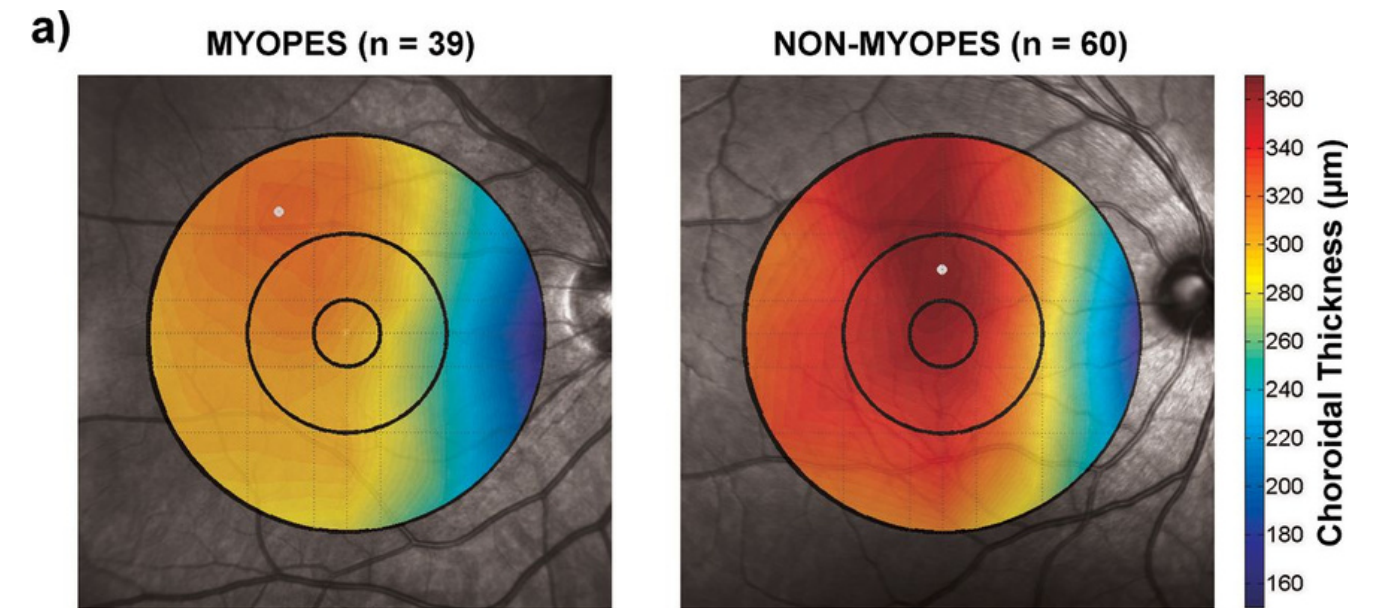 a)
MYOPES (n = 39)
NON-MYOPES (n = 60)
360
340
320
300
280
260
240
220
200
180
160
Choroidal Thickness (μm)